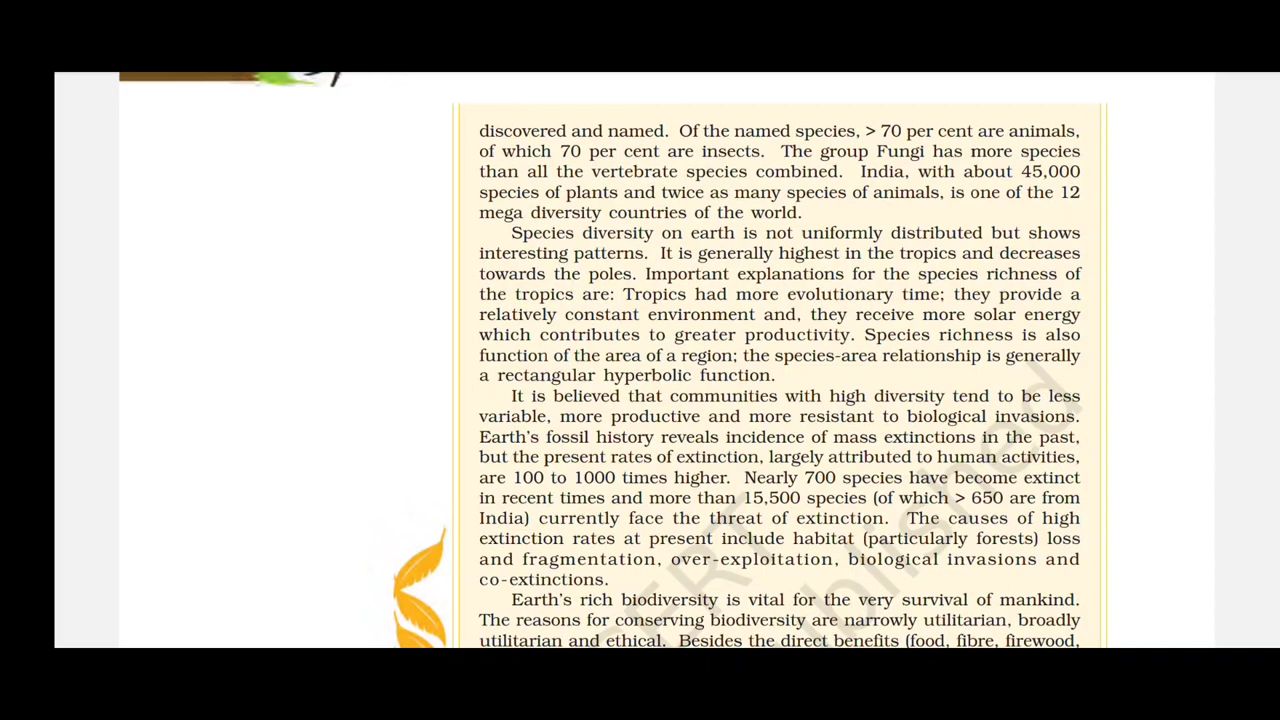 discovered and named. Of the named species, > 70 per cent are animals,
of which 70 per cent are insects. The group Fungi has more species
than all the vertebrate species combined. India, with about 45,000
species of plants and twice as many species of animals, is one of the 12
mega diversity countries of the world.
Species diversity on earth is not uniformly distributed but shows
interesting patterns. It is generally highest in the tropics and decreases
towards the poles. Important explanations for the species richness of
the tropics are: Tropics had more evolutionary time; they provide a
relatively constant environment and, they receive more solar energy
which contributes to greater productivity. Species richness is also
function of the area of a region; the species-area relationship is generally
a rectangular hyperbolic function.
It is believed that communities with high diversity tend to be less
variable, more productive and more resistant to biological invasions.
Earth's fossil history reveals incidence of mass extinctions in the past,
but the present rates of extinction, largely attributed to human activities,
are 100 to 1000 times higher. Nearly 700 species have become extinct
in recent times and more than 15,500 species (of which > 650 are from
India) currently face the threat of extinction. The causes of high
extinction rates at present include habitat (particularly forests) loss
and fragmentation, over-exploitation, biological invasions and
co-extinctions.
Earth's rich biodiversity is vital for the very survival of mankind.
The reasons for conserving biodiversity are narrowly utilitarian, broadly
utilitarian and ethical. Besides the direct benefits (food, fibre, firewood,